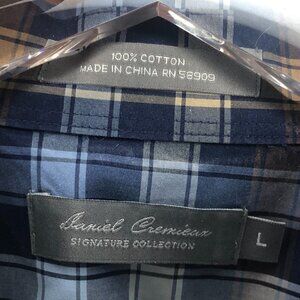 100% COTTON
MADE IN CHINA RN 56909
Daniel Cremieux
SIGNATURE COLLECTION
L